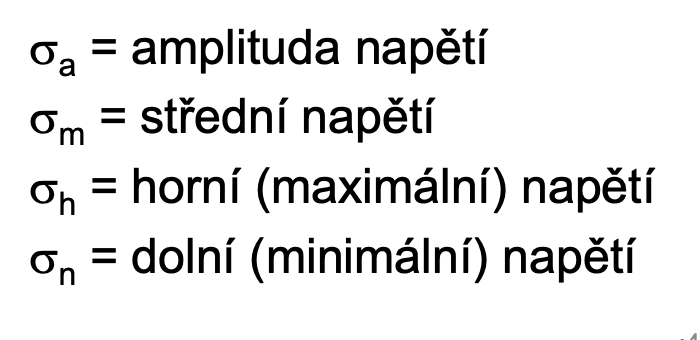 σa = amplituda napětí
σm = střední napětí
σh = horní (maximální) napětí
σn = dolní (minimální) napětí